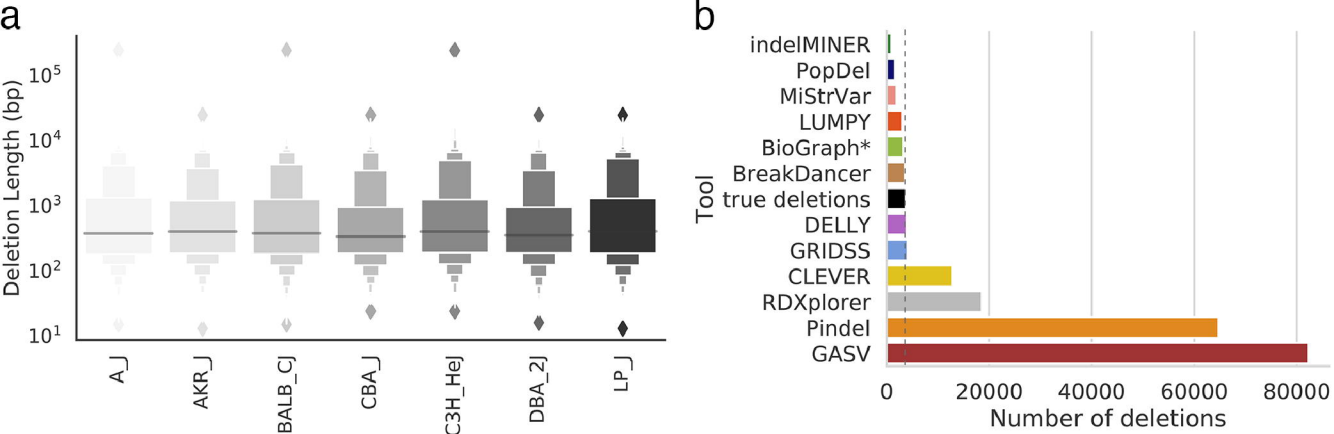 a
Deletion Length (bp)
10^5
10^4
10^3
10^2
10^1
A_J
AKR_J
BALB_CJ
CBA_J
C3H_HeJ
DBA_2J
LP_J
b
Tool
indelMINER
PopDel
MiStrVar
LUMPY
BioGraph*
BreakDancer
true deletions
DELLY
GRIDSS
CLEVER
RDXplorer
Pindel
GASV
0 20000 40000 60000 80000
Number of deletions